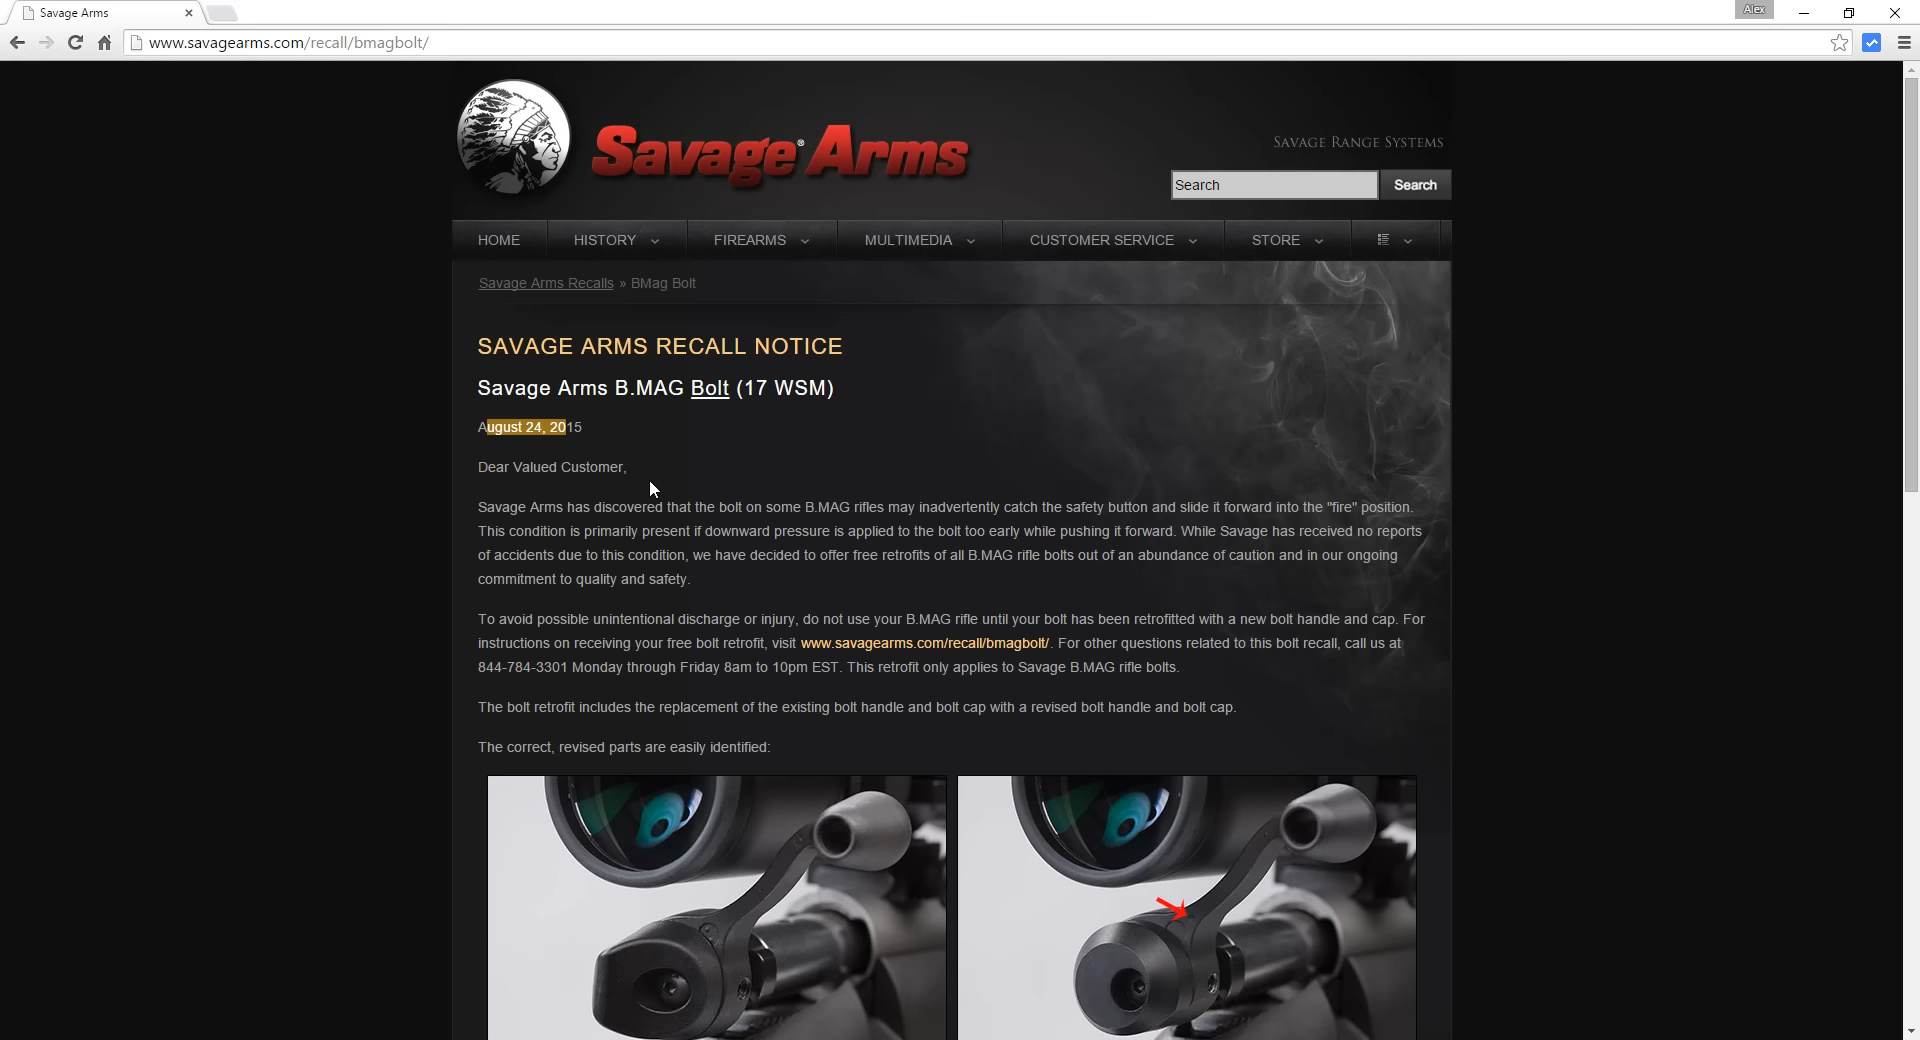 Savage Arms
Alex
www.savagearms.com/recall/bmagbolt/
Savage® Arms
SAVAGE RANGE SYSTEMS
Search Search
HOME HISTORY FIREARMS MULTIMEDIA CUSTOMER SERVICE STORE
Savage Arms Recalls » BMag Bolt
SAVAGE ARMS RECALL NOTICE
Savage Arms B.MAG Bolt (17 WSM)
August 24, 2015
Dear Valued Customer,
Savage Arms has discovered that the bolt on some B.MAG rifles may inadvertently catch the safety button and slide it forward into the "fire" position.
This condition is primarily present if downward pressure is applied to the bolt too early while pushing it forward. While Savage has received no reports
of accidents due to this condition, we have decided to offer free retrofits of all B.MAG rifle bolts out of an abundance of caution and in our ongoing
commitment to quality and safety.
To avoid possible unintentional discharge or injury, do not use your B.MAG rifle until your bolt has been retrofitted with a new bolt handle and cap. For
instructions on receiving your free bolt retrofit, visit www.savagearms.com/recall/bmagbolt/. For other questions related to this bolt recall, call us at
844-784-3301 Monday through Friday 8am to 10pm EST. This retrofit only applies to Savage B.MAG rifle bolts.
The bolt retrofit includes the replacement of the existing bolt handle and bolt cap with a revised bolt handle and bolt cap.
The correct, revised parts are easily identified: